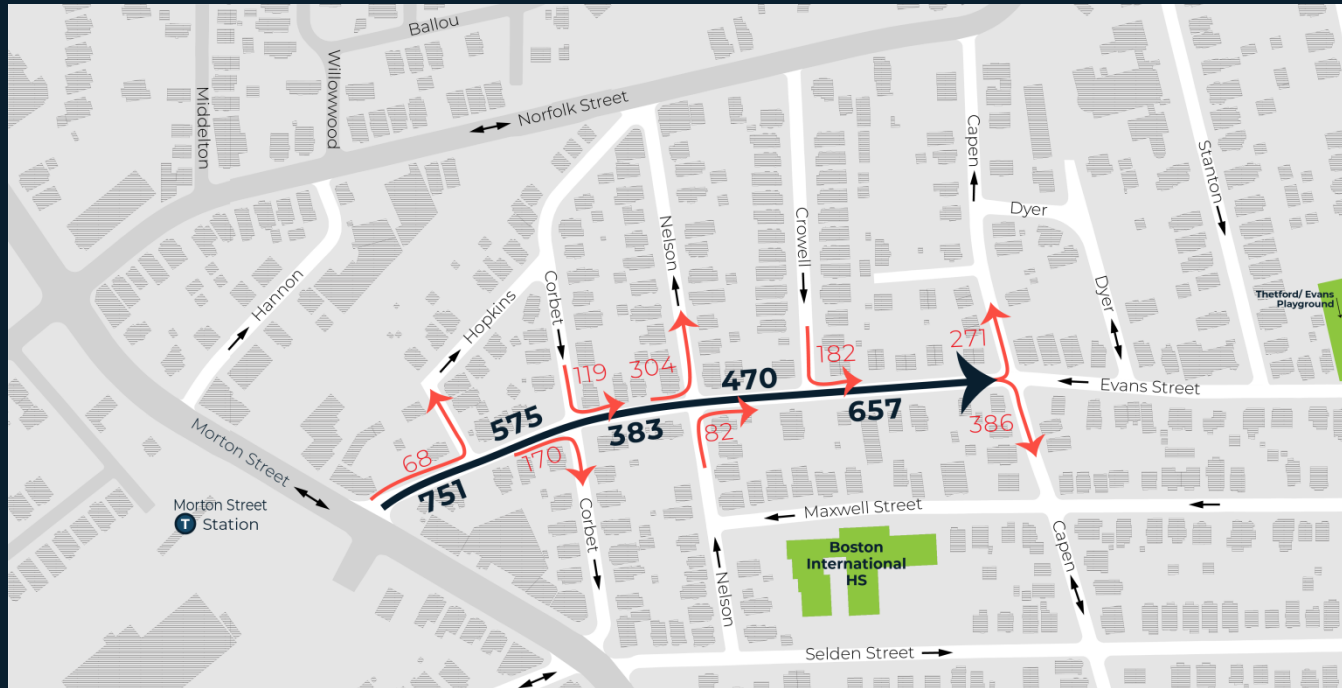 Ballou
Willowwood
Middelton
Norfolk Street
Capen
Stanton
Dyer
Nelson
Crowell
Hannon
Corbet
Hopkins
Dyer
Thetford/ Evans
Playground
119
304
182
271
470
Evans Street
575
383
657
386
68
170
82
751
Morton Street
Morton Street
T Station
Corbet
Maxwell Street
Boston
International
HS
Nelson
Capen
Selden Street